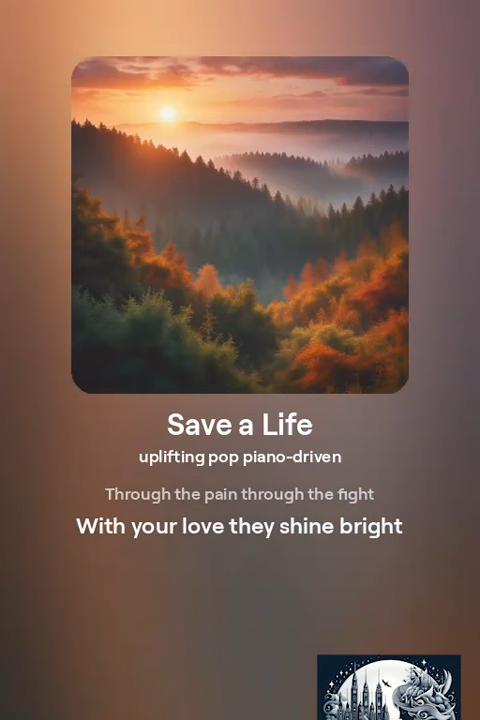 Save a Life
uplifting pop piano-driven
Through the pain through the fight
With your love they shine bright